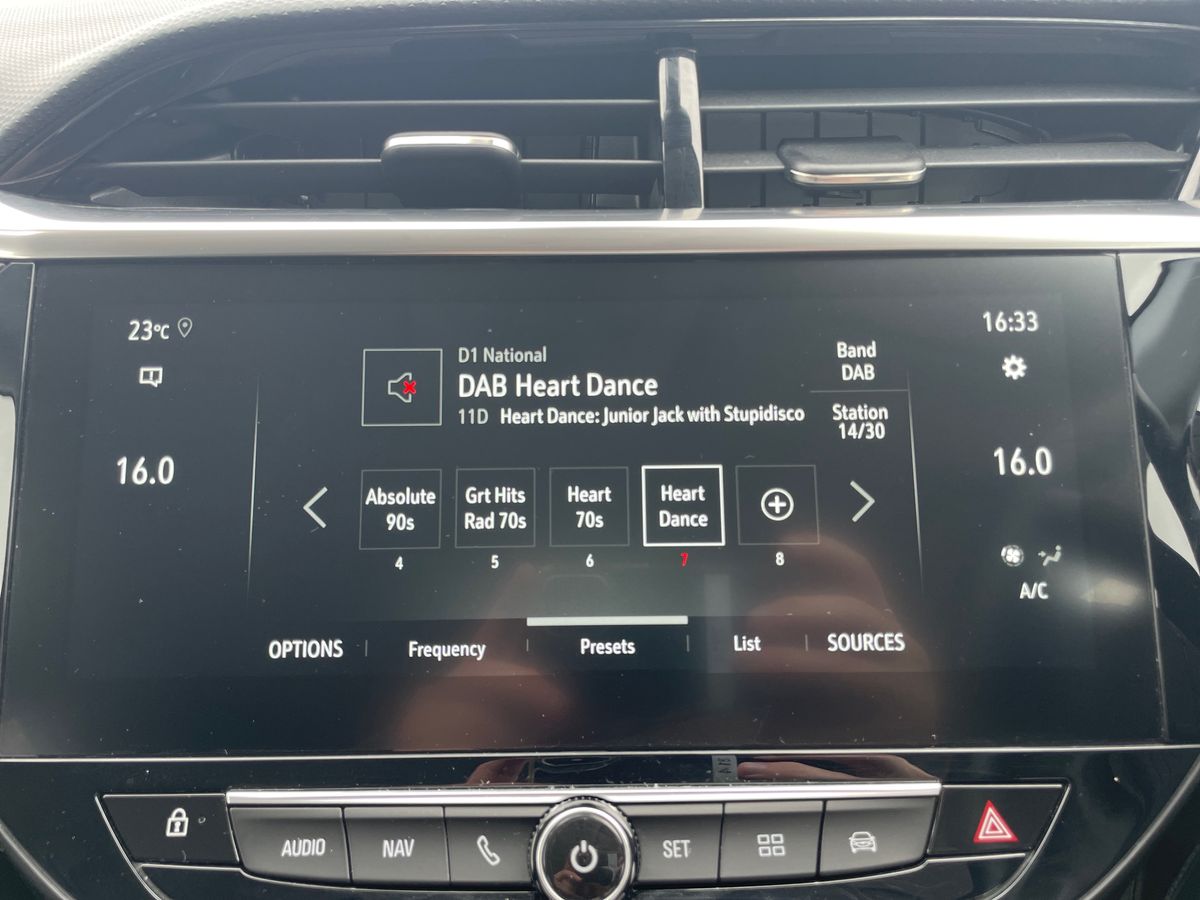 23°C
16:33
D1 National
DAB Heart Dance
11D Heart Dance: Junior Jack with Stupidisco
Band
DAB
Station
14/30
16.0
16.0
Absolute
90s
Grt Hits
Rad 70s
Heart
70s
Heart
Dance
4
5
6
7
8
A/C
OPTIONS
Frequency
Presets
List
SOURCES
AUDIO
NAV
SET